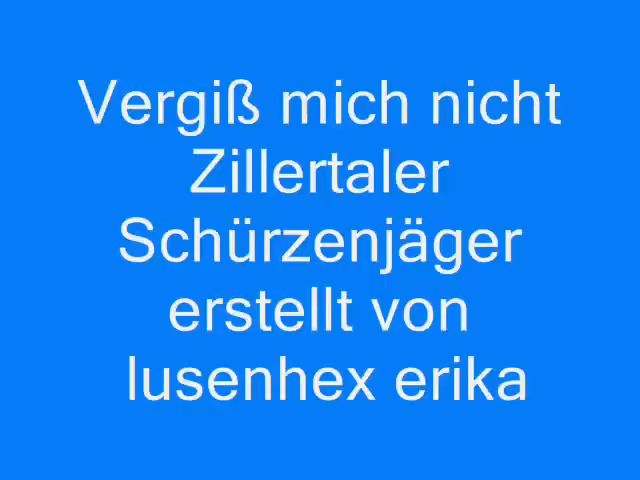 Vergiß mich nicht
Zillertaler
Schürzenjäger
erstellt von
lusenhex erika